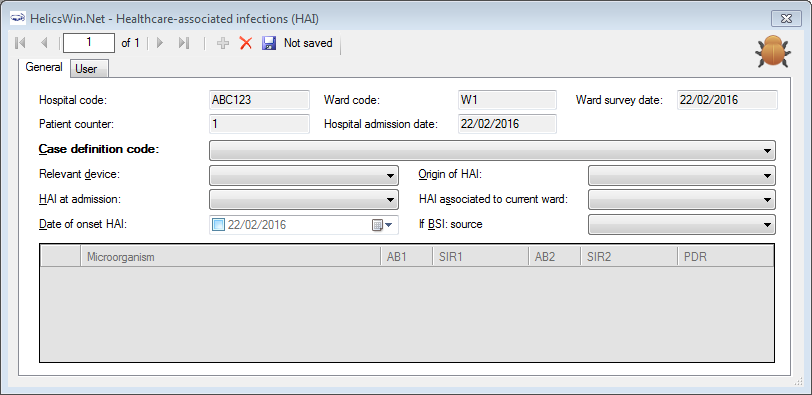 HelicsWin.Net - Healthcare-associated infections (HAI)
1 of 1 Not saved
General User
Hospital code: ABC123 Ward code: W1 Ward survey date: 22/02/2016
Patient counter: 1 Hospital admission date: 22/02/2016
Case definition code:
Relevant device: Origin of HAI:
HAI at admission: HAI associated to current ward:
Date of onset HAI: 22/02/2016 If BSI: source
Microorganism AB1 SIR1 AB2 SIR2 PDR